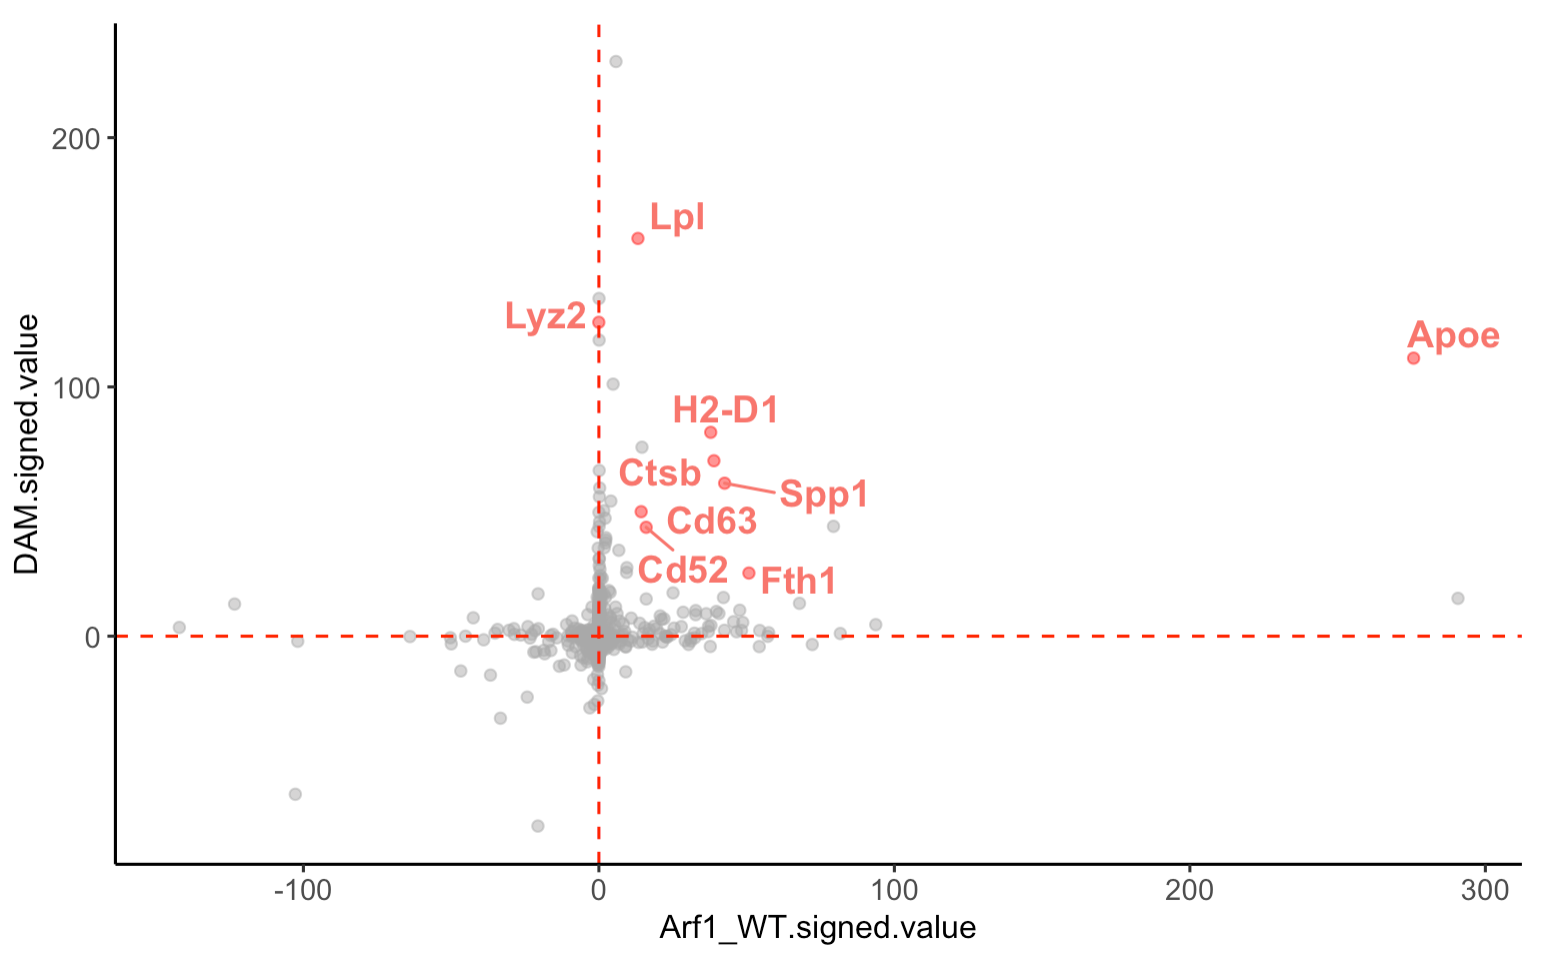 200
Lpl
Lyz2
Apoe
100
H2-D1
Ctsb
Spp1
Cd63
Cd52
Fth1
0
-100
0
100
200
300
DAM.signed.value
Arf1_WT.signed.value